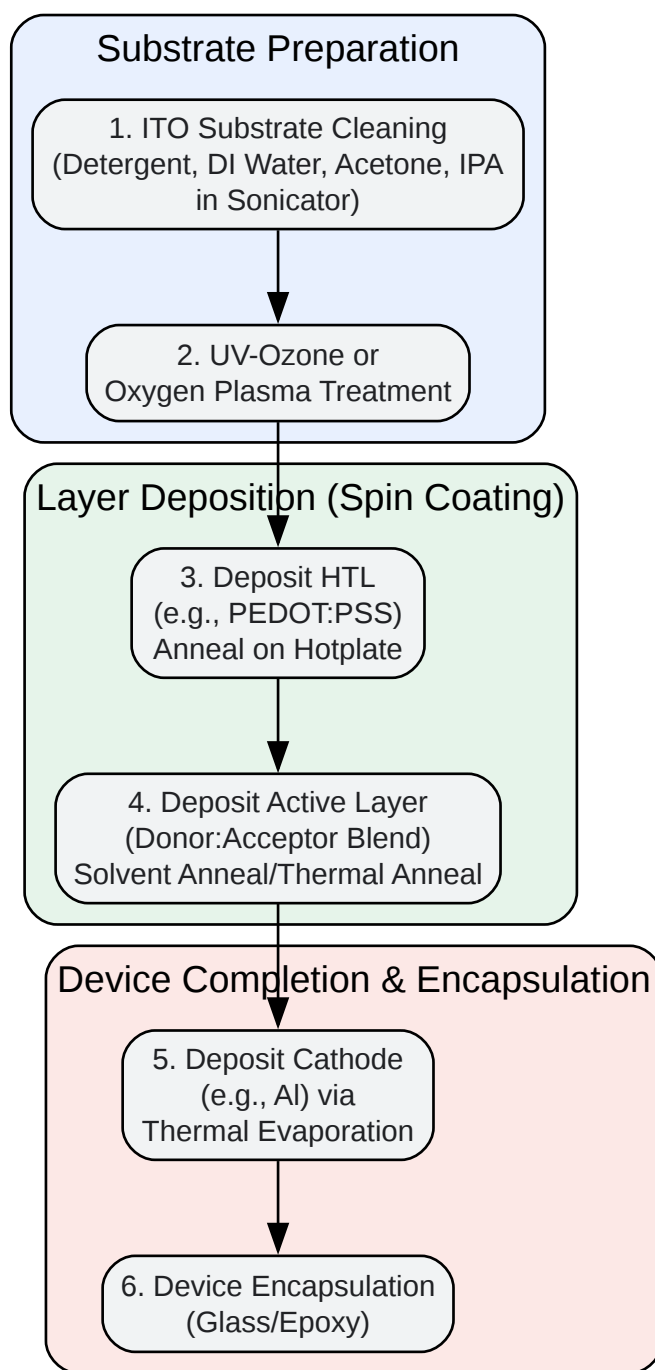 Substrate Preparation
1. ITO Substrate Cleaning
(Detergent, DI Water, Acetone, IPA
in Sonicator)
2. UV-Ozone or
Oxygen Plasma Treatment
Layer Deposition (Spin Coating)
3. Deposit HTL
(e.g., PEDOT:PSS)
Anneal on Hotplate
4. Deposit Active Layer
(Donor:Acceptor Blend)
Solvent Anneal/Thermal Anneal
Device Completion & Encapsulation
5. Deposit Cathode
(e.g., Al) via
Thermal Evaporation
6. Device Encapsulation
(Glass/Epoxy)